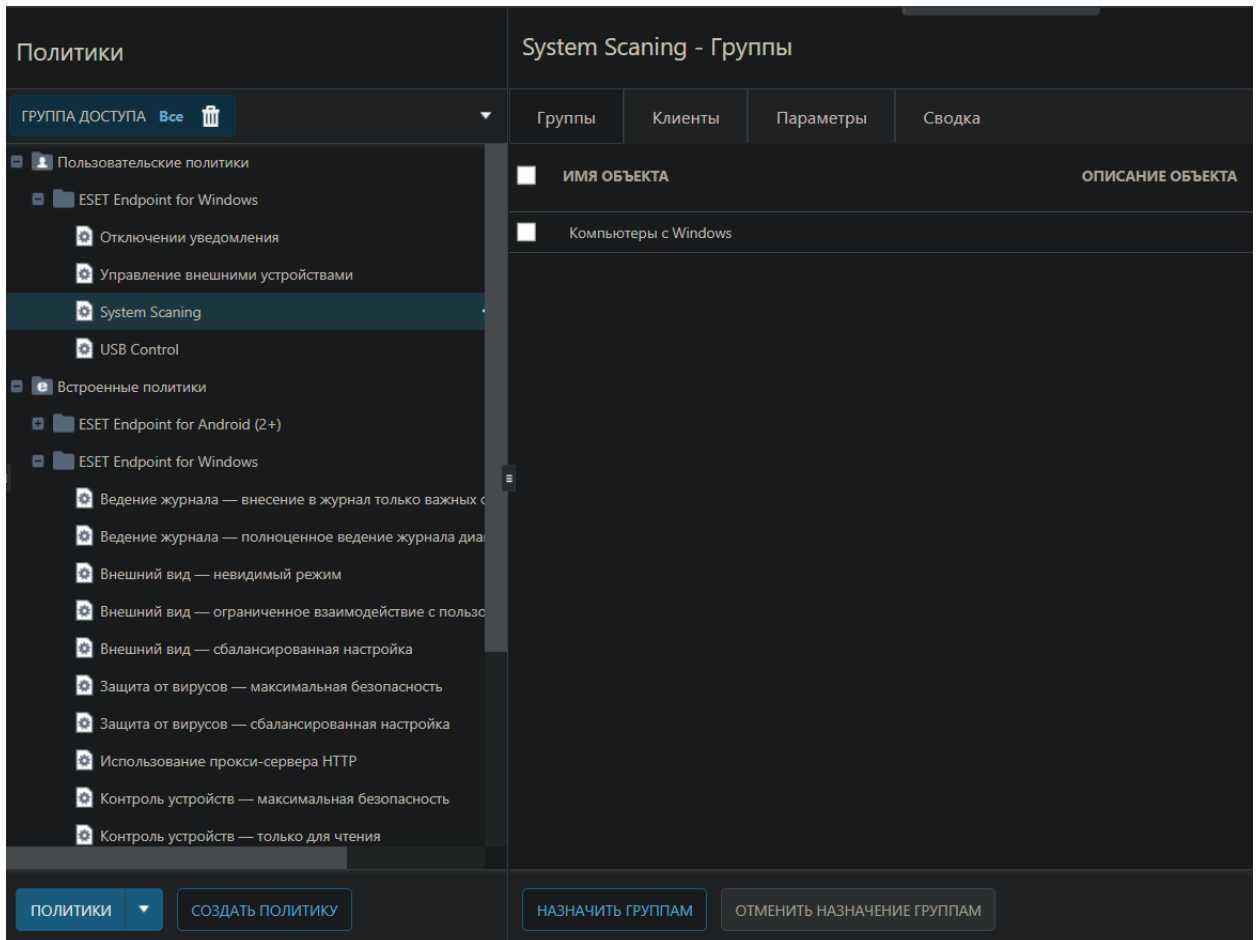 Политики
ГРУППА ДОСТУПА Все
Пользовательские политики
ESET Endpoint for Windows
Отключении уведомления
Управление внешними устройствами
System Scaning
USB Control
Встроенные политики
ESET Endpoint for Android (2+)
ESET Endpoint for Windows
Ведение журнала — внесение в журнал только важных с
Ведение журнала — полноценное ведение журнала диа
Внешний вид — невидимый режим
Внешний вид — ограниченное взаимодействие с пользо
Внешний вид — сбалансированная настройка
Защита от вирусов — максимальная безопасность
Защита от вирусов — сбалансированная настройка
Использование прокси-сервера HTTP
Контроль устройств — максимальная безопасность
Контроль устройств — только для чтения
ПОЛИТИКИ
СОЗДАТЬ ПОЛИТИКУ
System Scaning - Группы
Группы Клиенты Параметры Сводка
ИМЯ ОБЪЕКТА ОПИСАНИЕ ОБЪЕКТА
Компьютеры с Windows
НАЗНАЧИТЬ ГРУППАМ ОТМЕНИТЬ НАЗНАЧЕНИЕ ГРУППАМ